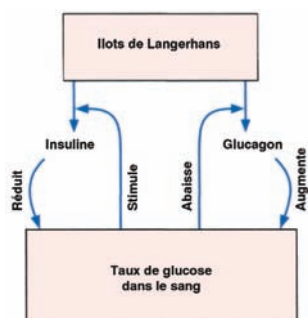 Ilots de Langerhans
Insuline
Glucagon
Réduit
Stimule
Abaisse
Augmente
Taux de glucose
dans le sang